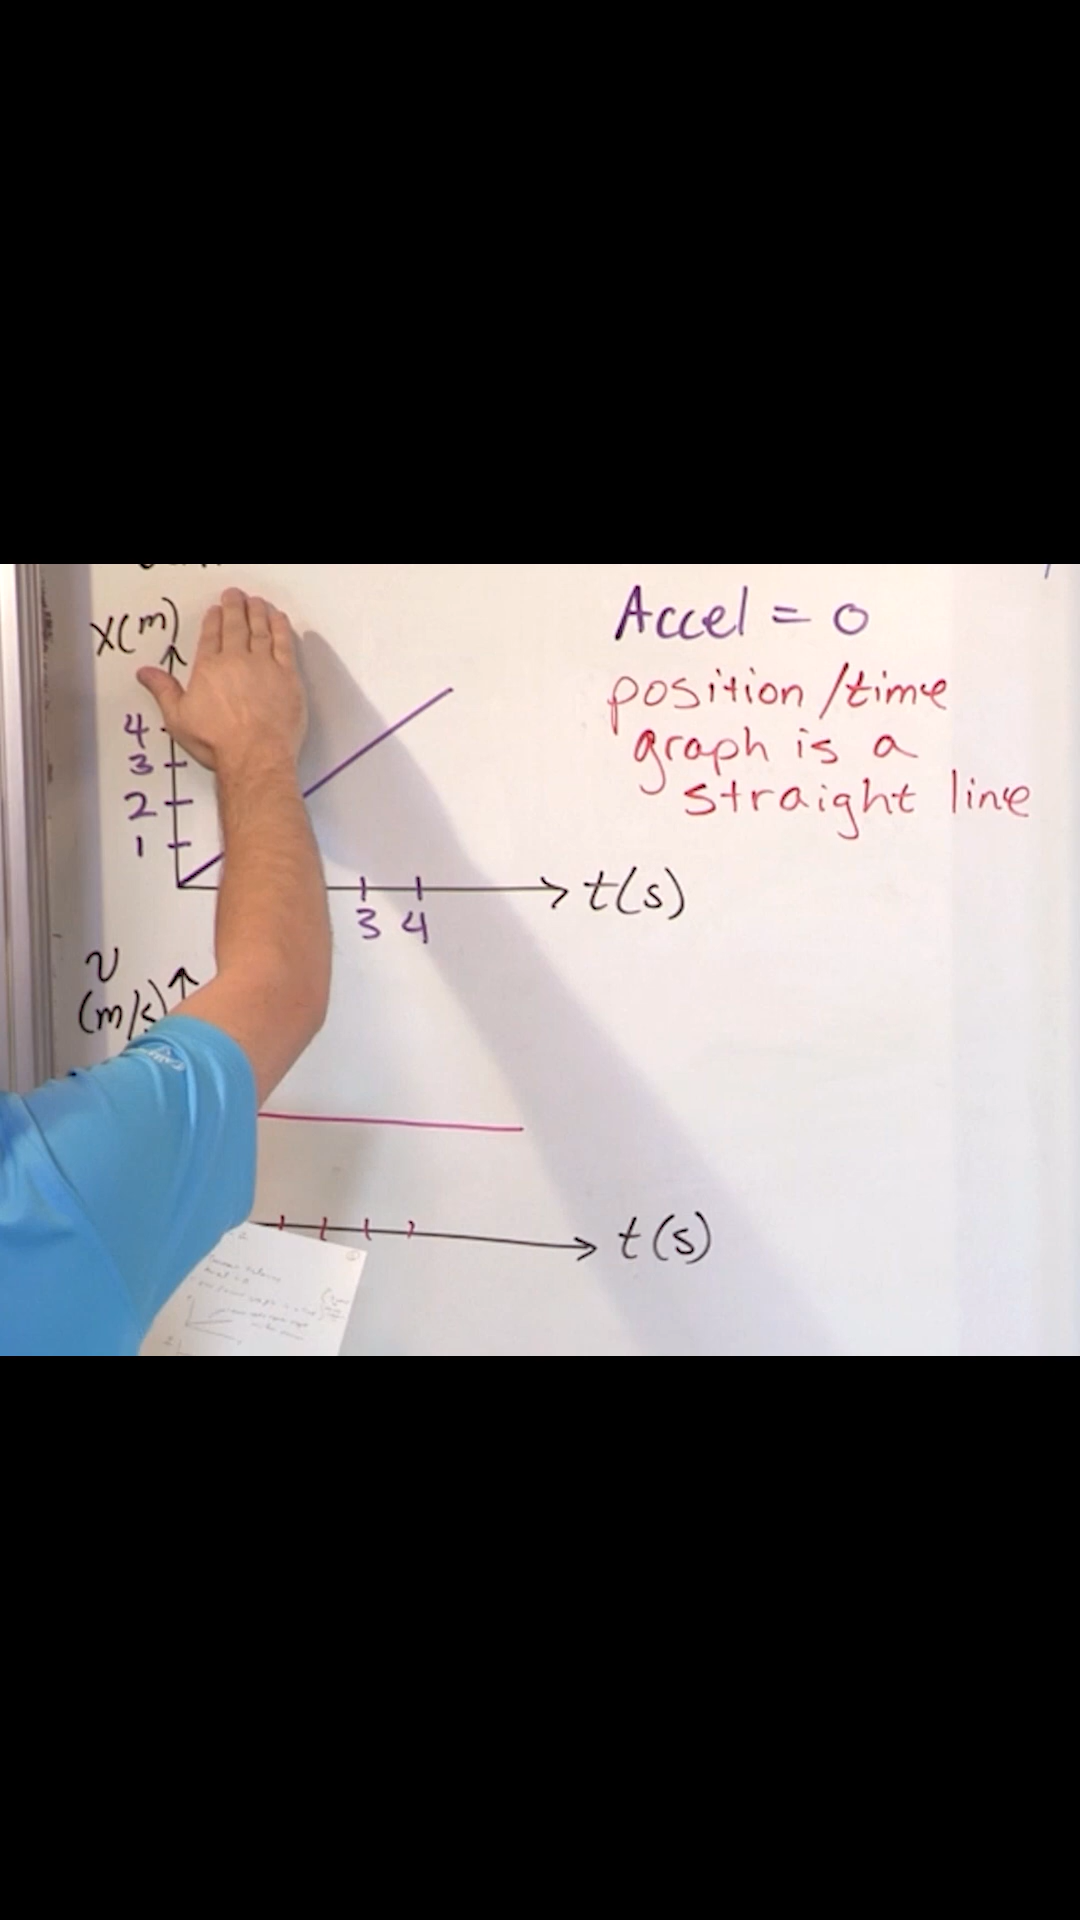 x(m)
Accel = 0
position/time
graph is a
straight line
4
3
2
1
t(s)
3 4
v
(m/s)
t(s)